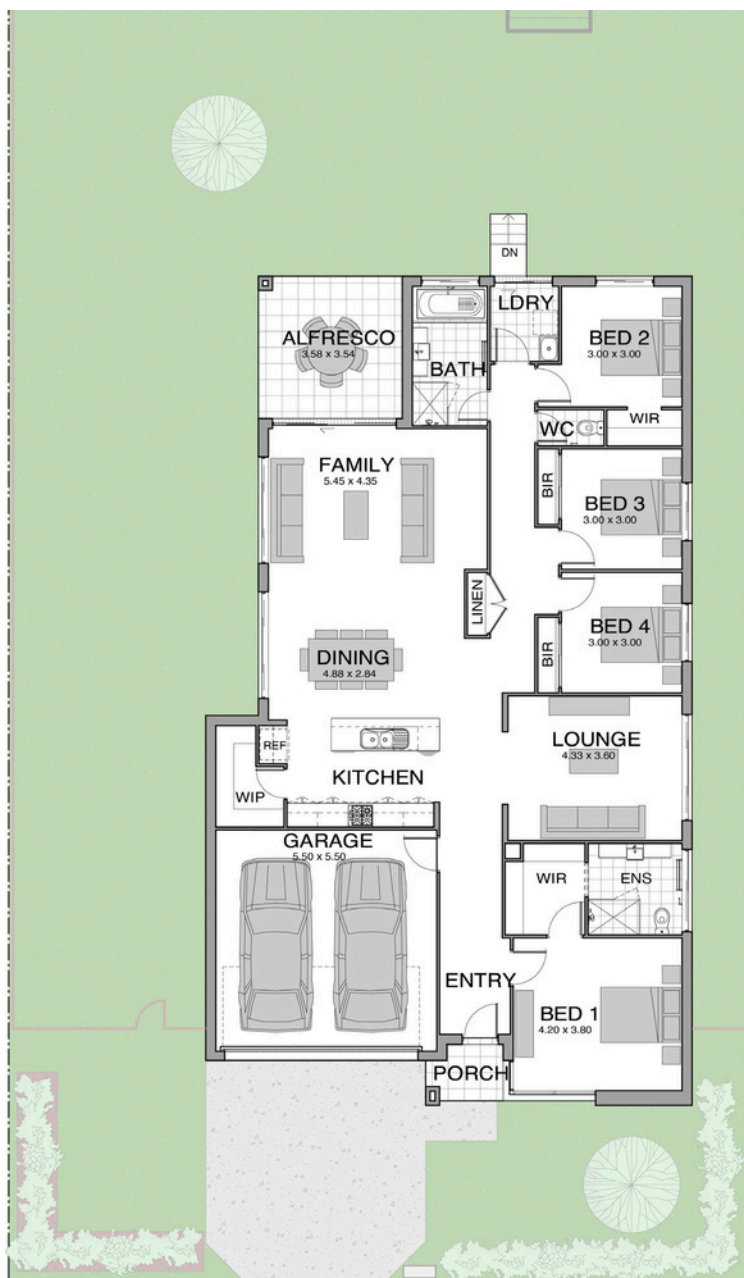 DN
LDRY
ALFRESCO
3.58 x 3.54
BATH
BED 2
3.00 x 3.00
WC
WIR
FAMILY
5.45 x 4.35
BIR
BED 3
3.00 x 3.00
LINEN
BED 4
3.00 x 3.00
BIR
DINING
4.88 x 2.84
LOUNGE
4.33 x 3.60
REF
KITCHEN
WIP
GARAGE
5.50 x 5.50
WIR
ENS
ENTRY
BED 1
4.20 x 3.80
PORCH